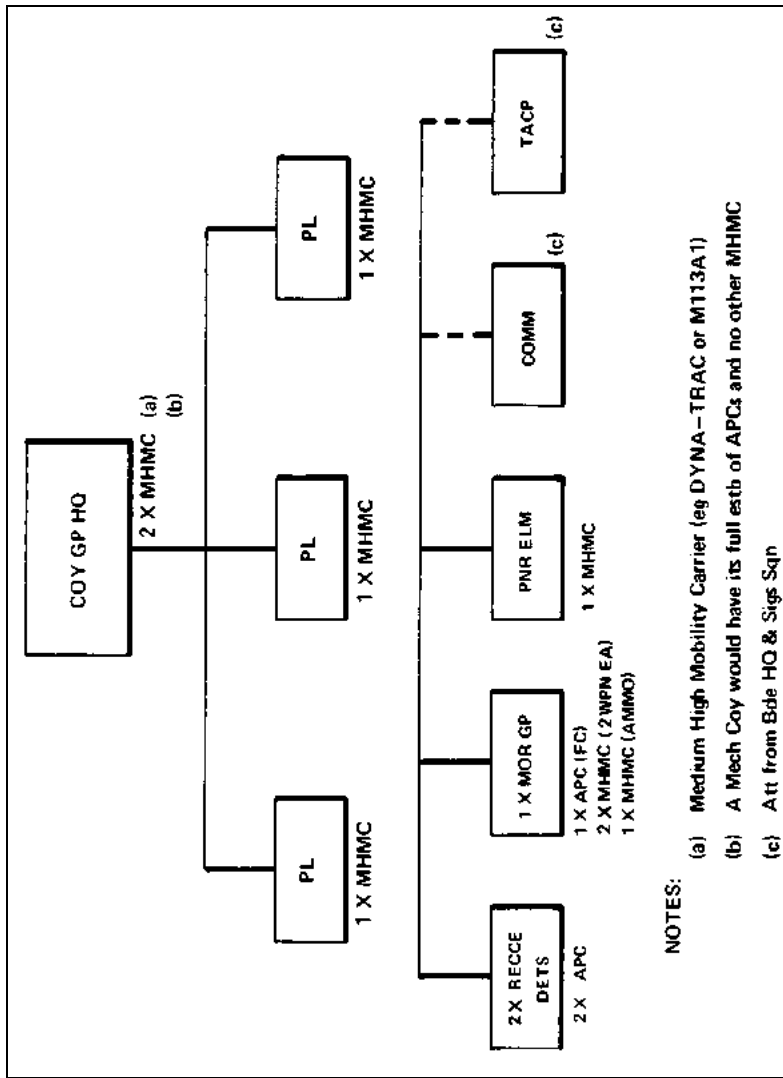 COY GP HQ
2 X MHMC (a)
(b)
PL
1 X MHMC
PL
1 X MHMC
PL
1 X MHMC
2 X RECCE
DETS
2 X APC
1 X MOR GP
1 X APC (FC)
2 X MHMC (2 WPN EA)
1 X MHMC (AMMO)
PNR ELM
1 X MHMC
COMM
(c)
TACP
(c)
NOTES:
(a) Medium High Mobility Carrier (eg DYNA-TRAC or M113A1)
(b) A Mech Coy would have its full estb of APCs and no other MHMC
(c) Att from Bde HQ & Sigs Sqn